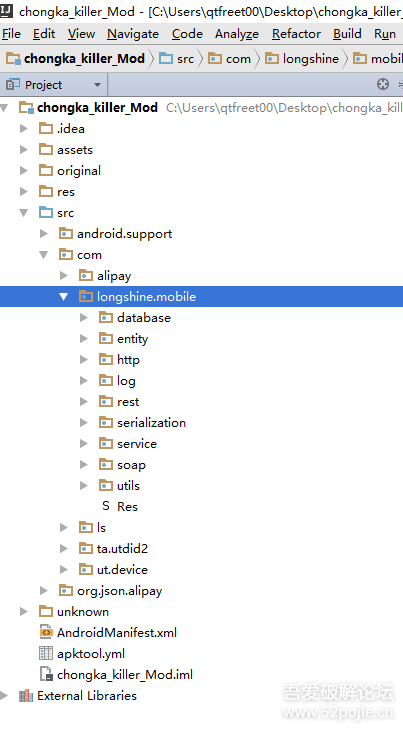 chongka_killer_Mod - [C:\Users\qtfreet00\Desktop\chongka_killer_
File Edit View Navigate Code Analyze Refactor Build Run
chongka_killer_Mod src com longshine mobil
Project
chongka_killer_Mod C:\Users\qtfreet00\Desktop\chongka_killer_
.idea
assets
original
res
src
android.support
com
alipay
longshine.mobile
database
entity
http
log
rest
serialization
service
soap
utils
S Res
ls
ta.utdid2
ut.device
org.json.alipay
unknown
AndroidManifest.xml
apktool.yml
chongka_killer_Mod.iml
External Libraries
吾爱破解论坛
www.52pojie.cn